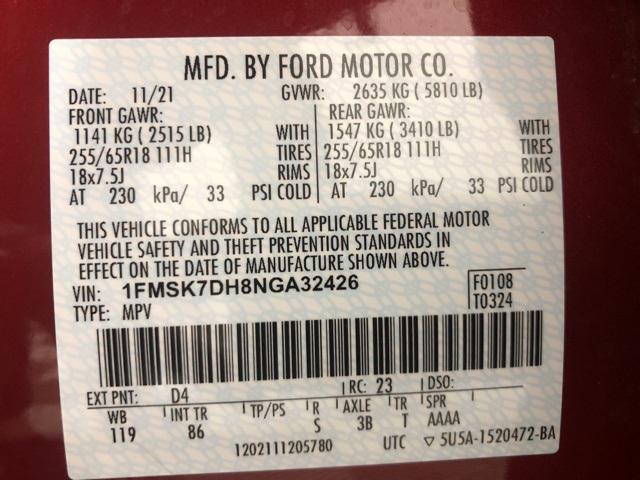 MFD. BY FORD MOTOR CO.
DATE: 11/21 GVWR: 2635 KG ( 5810 LB)
FRONT GAWR: REAR GAWR:
1141 KG ( 2515 LB) WITH 1547 KG ( 3410 LB) WITH
255/65R18 111H TIRES 255/65R18 111H TIRES
18x7.5J RIMS 18x7.5J RIMS
AT 230 kPa/ 33 PSI COLD AT 230 kPa/ 33 PSI COLD
THIS VEHICLE CONFORMS TO ALL APPLICABLE FEDERAL MOTOR
VEHICLE SAFETY AND THEFT PREVENTION STANDARDS IN
EFFECT ON THE DATE OF MANUFACTURE SHOWN ABOVE.
VIN: 1FMSK7DH8NGA32426 F0108
TYPE: MPV T0324
EXT PNT: D4 RC: 23 DSO:
WB INT TR TP/PS R AXLE TR SPR
119 86 S 3B T AAAA
1202111205780 UTC ▽ 5U5A-1520472-BA